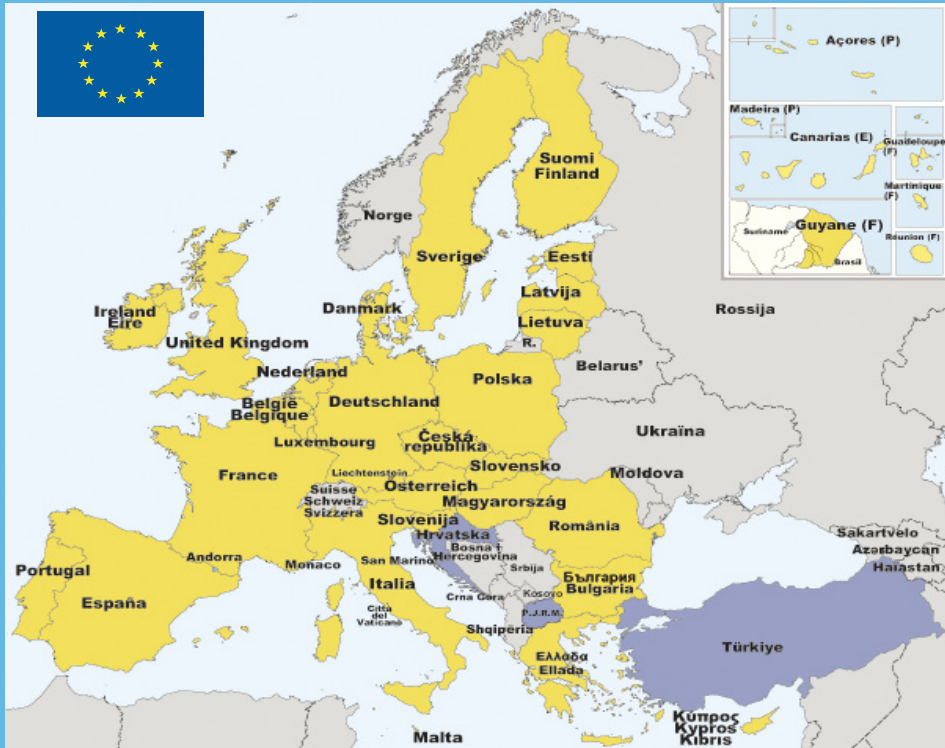 Açores (P)
Madeira (P)
Canarias (E)
Guadeloupe
(F)
Martinique
(F)
Guyane (F)
Suriname
Brasil
Réunion (F)
Suomi
Finland
Norge
Sverige
Eesti
Latvija
Lietuva
R.
Danmark
Rossija
Ireland
Éire
United Kingdom
Belarus'
Nederland
Polska
België
Belgique
Deutschland
Luxembourg
Česká
republika
Ukraïna
France
Slovensko
Moldova
Liechtenstein
Österreich
Suisse
Schweiz
Svizzera
Magyarország
Slovenija
România
Hrvatska
Bosna i
Hercegovina
Sakartvelo
Azərbaycan
Haiastan
Andorra
Monaco
San Marino
Srbija
Portugal
España
Italia
Crna Gora
Kosovo
България
Bulgaria
P.J.R.M.
Città
del
Vaticano
Shqipëria
Türkiye
Ελλάδα
Ellada
Κύπρος
Kypros
Kıbrıs
Malta